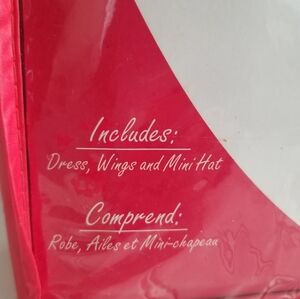 Includes:
Dress, Wings and Mini Hat
Comprend:
Robe, Ailes et Mini-chapeau